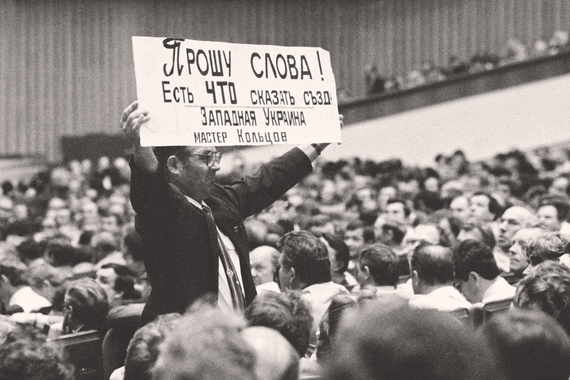 Прошу слова!
Есть ЧТО сказать съезд
Западная Украина
мастер Кольцов